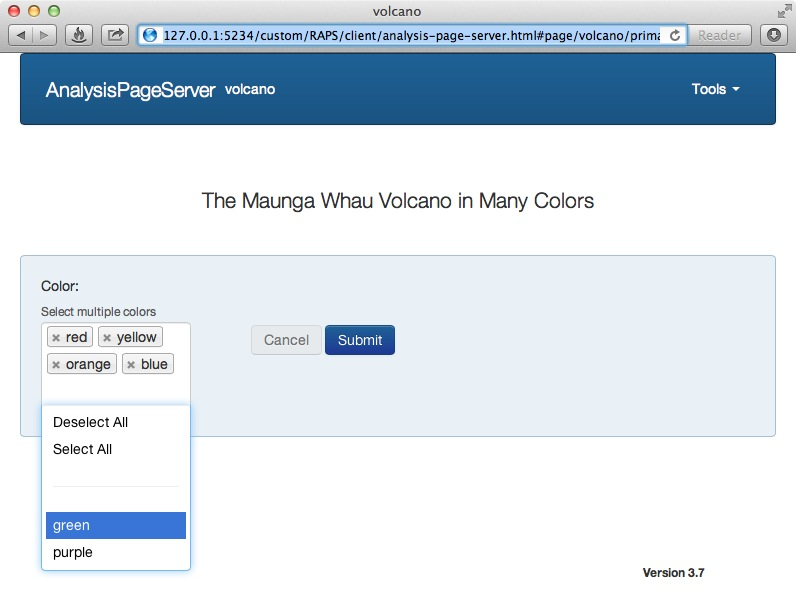 volcano
127.0.0.1:5234/custom/RAPS/client/analysis-page-server.html#page/volcano/prima
Reader
AnalysisPageServer volcano Tools
The Maunga Whau Volcano in Many Colors
Color:
Select multiple colors
× red × yellow
× orange × blue
Cancel Submit
Deselect All
Select All
green
purple
Version 3.7